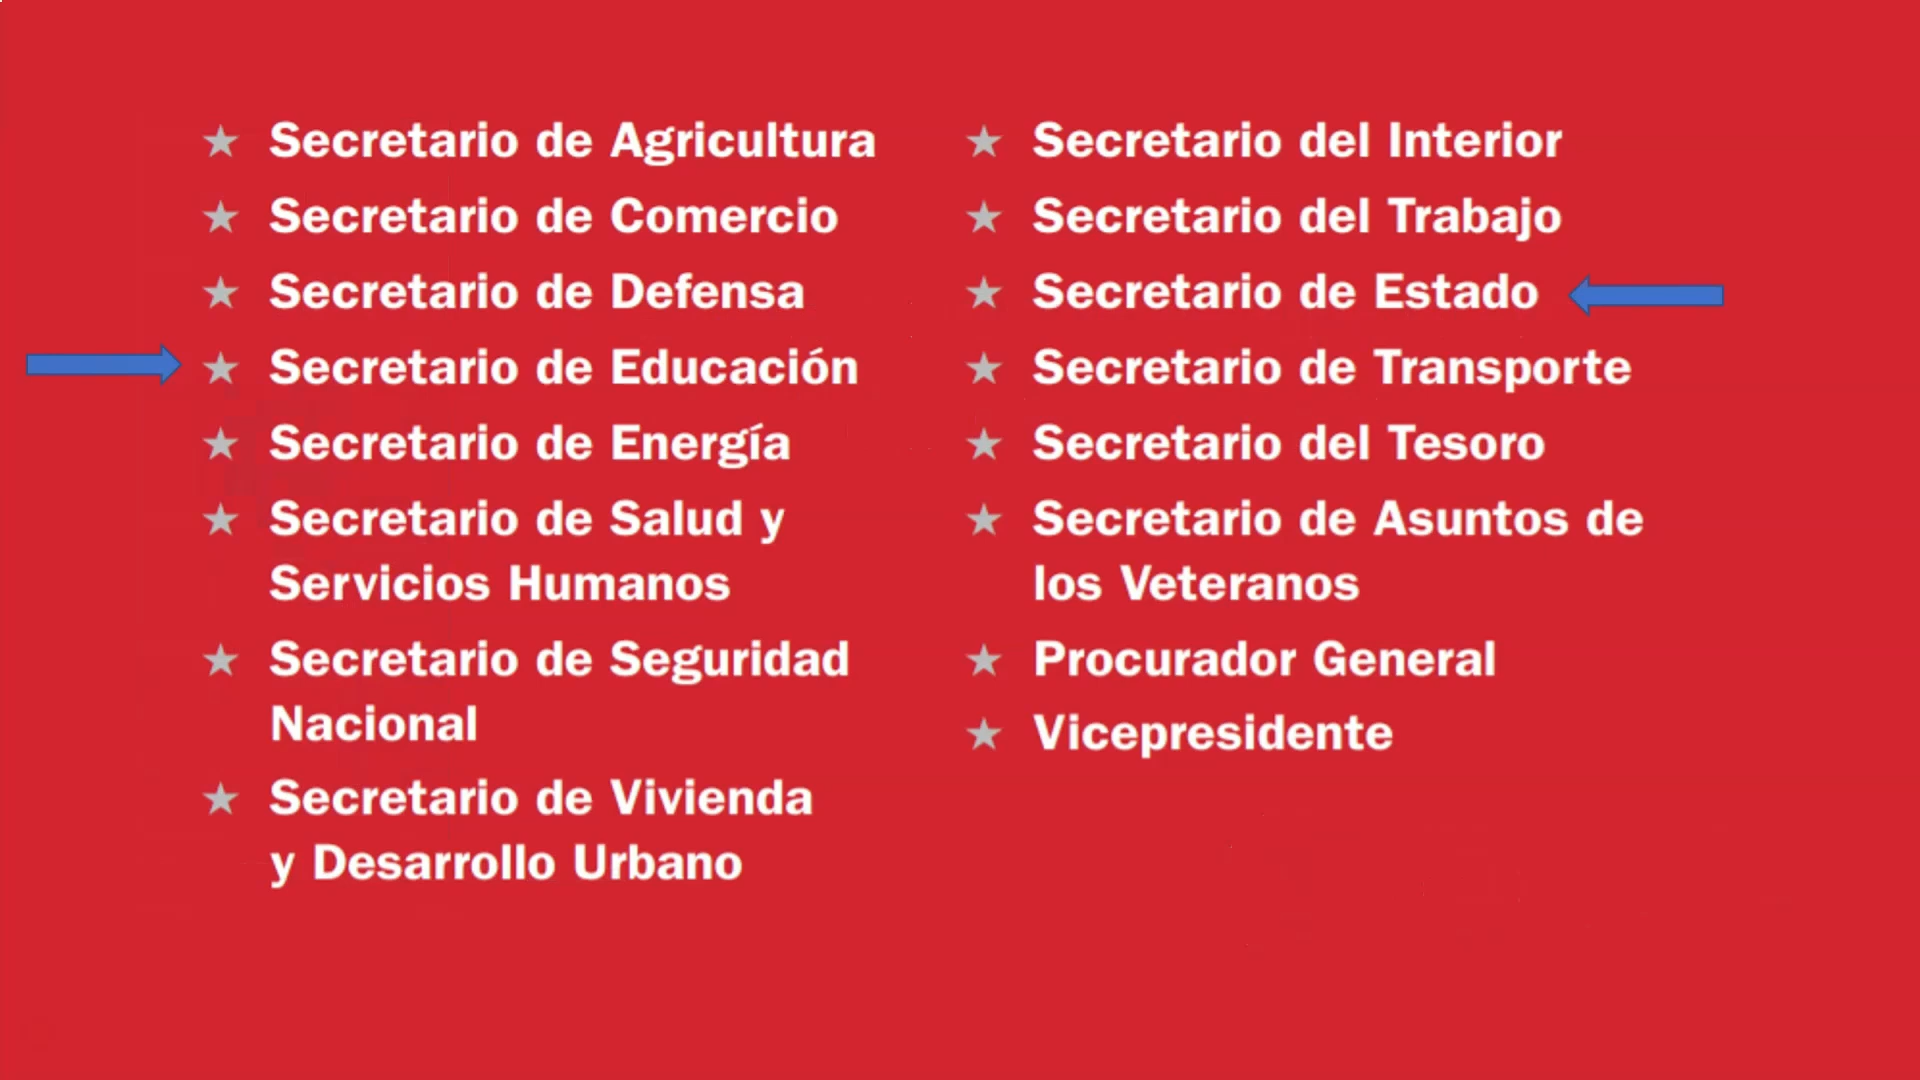 Secretario de Agricultura
Secretario de Comercio
Secretario de Defensa
Secretario de Educación
Secretario de Energía
Secretario de Salud y
Servicios Humanos
Secretario de Seguridad
Nacional
Secretario de Vivienda
y Desarrollo Urbano
Secretario del Interior
Secretario del Trabajo
Secretario de Estado
Secretario de Transporte
Secretario del Tesoro
Secretario de Asuntos de
los Veteranos
Procurador General
Vicepresidente